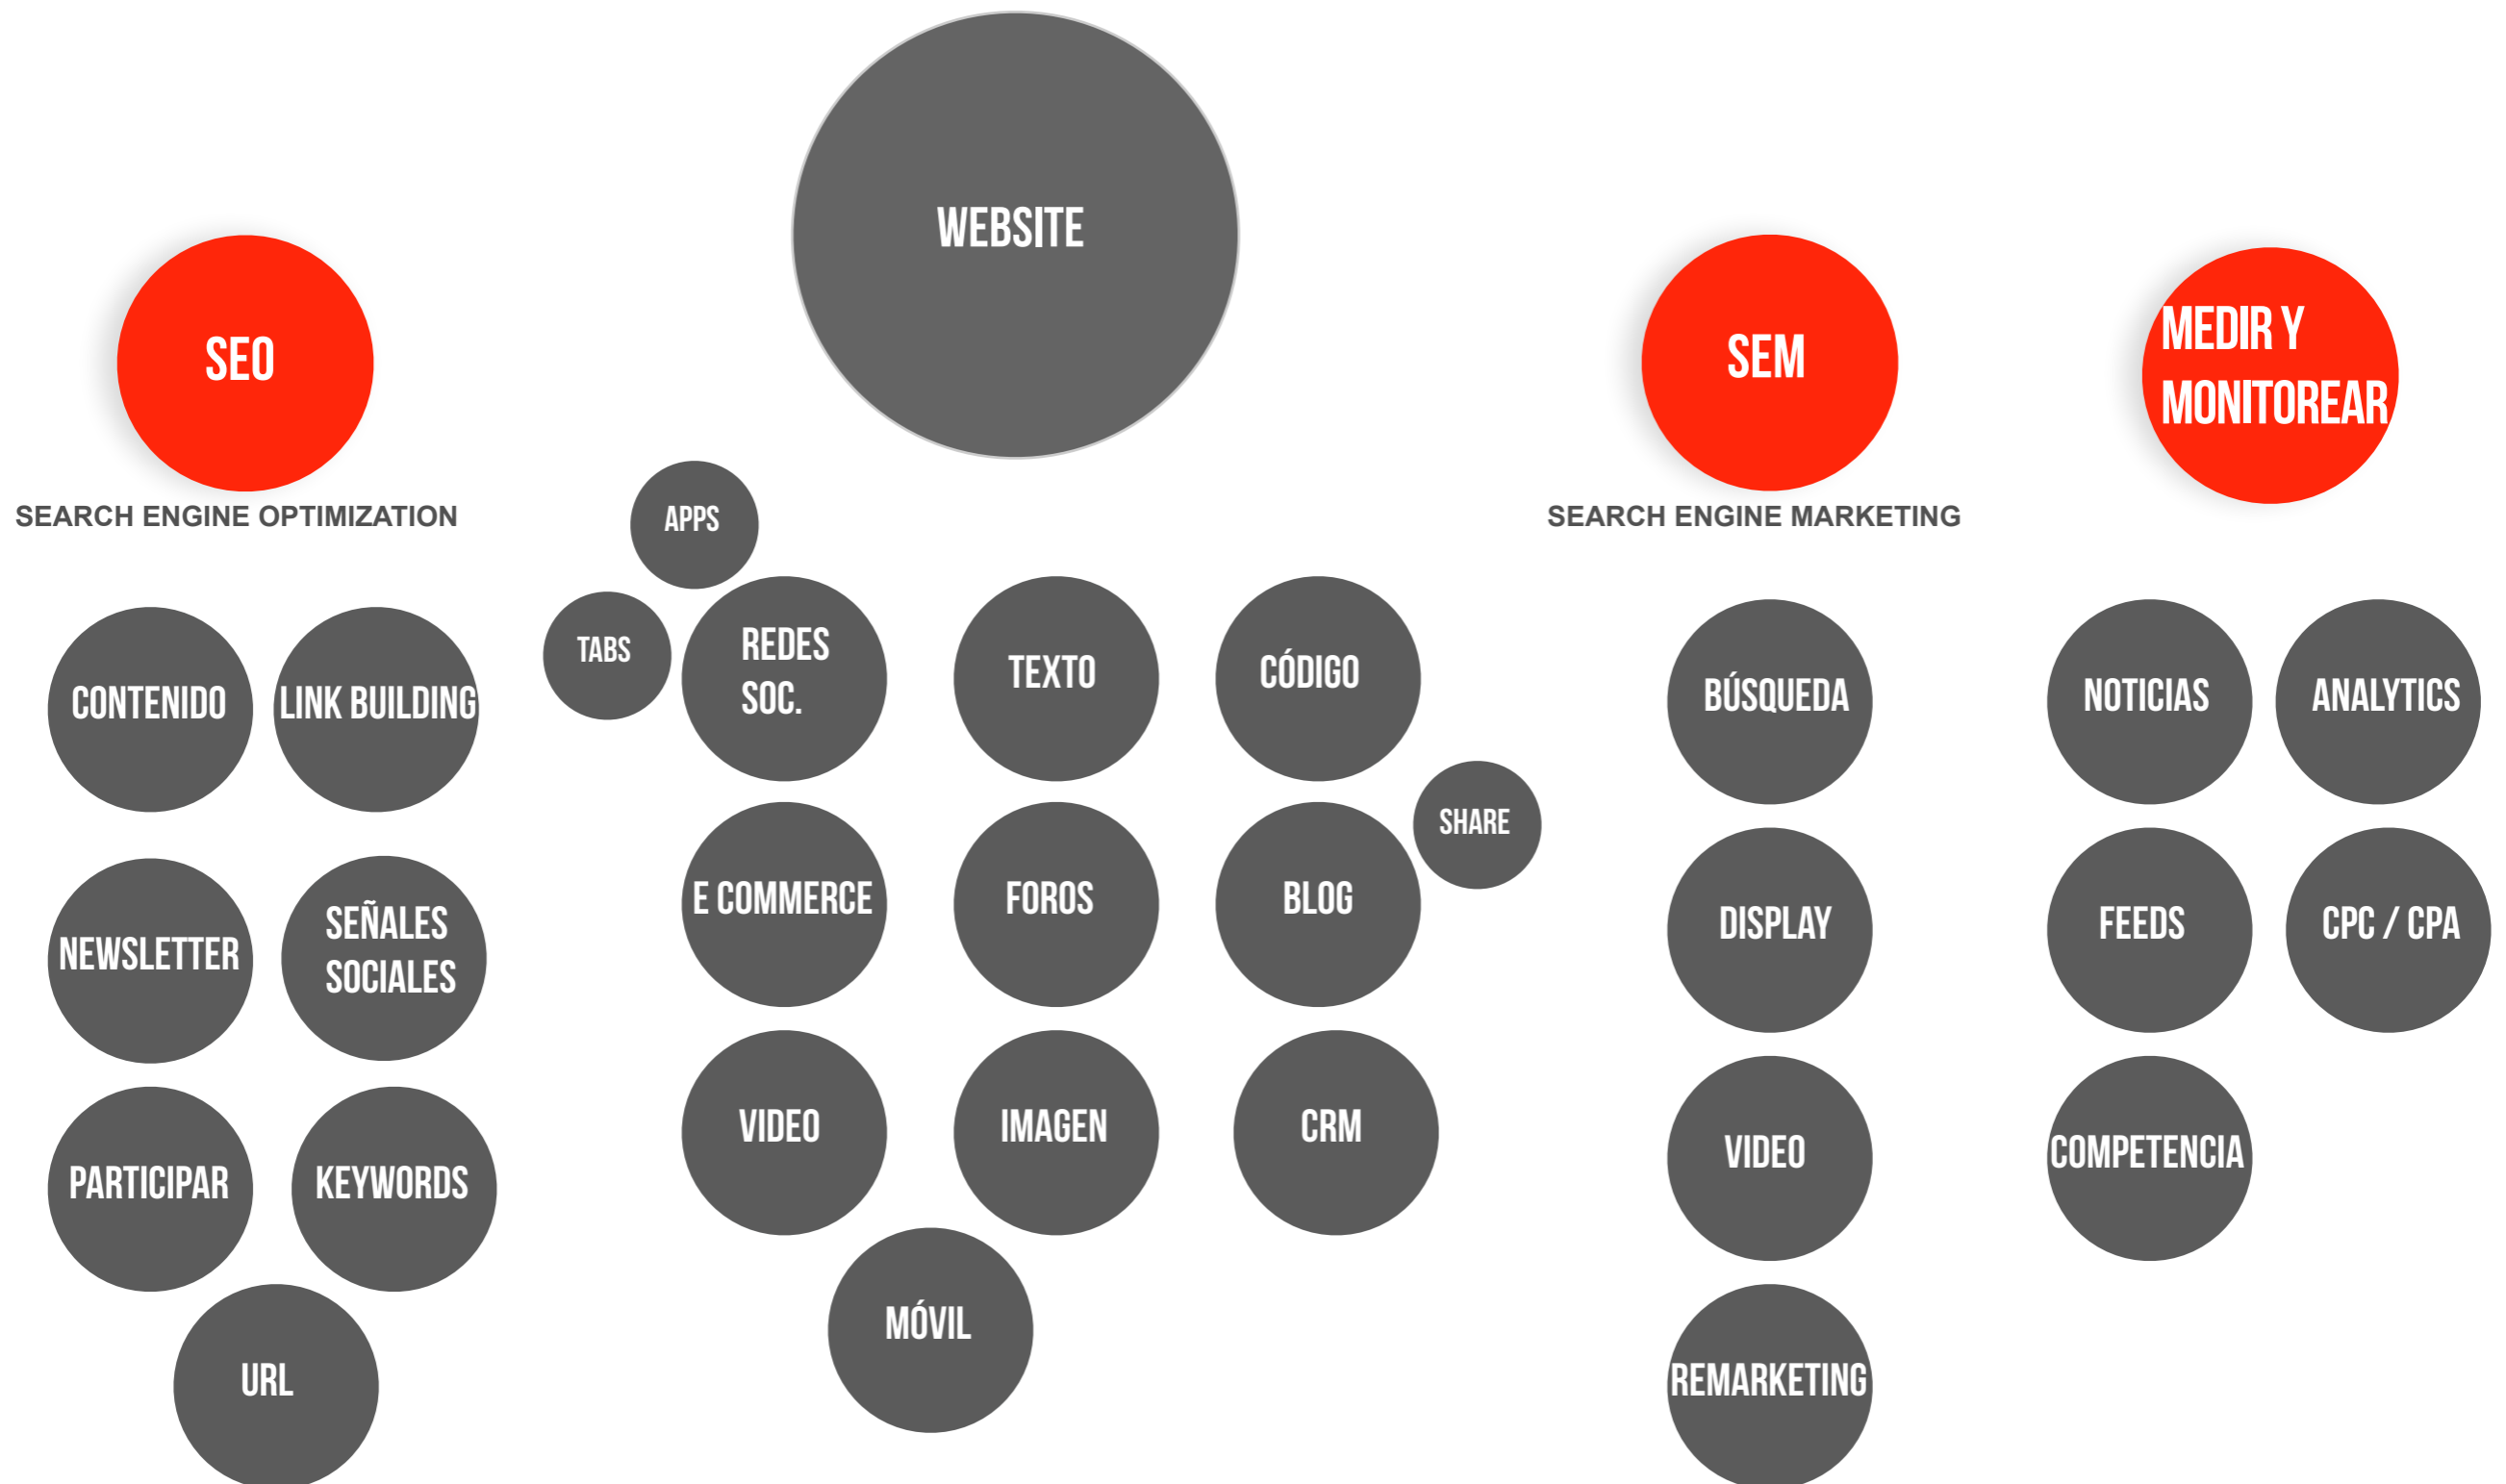 WEBSITE
SEO
SEARCH ENGINE OPTIMIZATION
CONTENIDO
LINK BUILDING
NEWSLETTER
SEÑALES
SOCIALES
PARTICIPAR
KEYWORDS
URL
APPS
TABS
REDES
SOC.
TEXTO
CÓDIGO
SHARE
E COMMERCE
FOROS
BLOG
VIDEO
IMAGEN
CRM
MÓVIL
SEM
SEARCH ENGINE MARKETING
BÚSQUEDA
DISPLAY
VIDEO
REMARKETING
MEDIR Y
MONITOREAR
NOTICIAS
ANALYTICS
FEEDS
CPC / CPA
COMPETENCIA